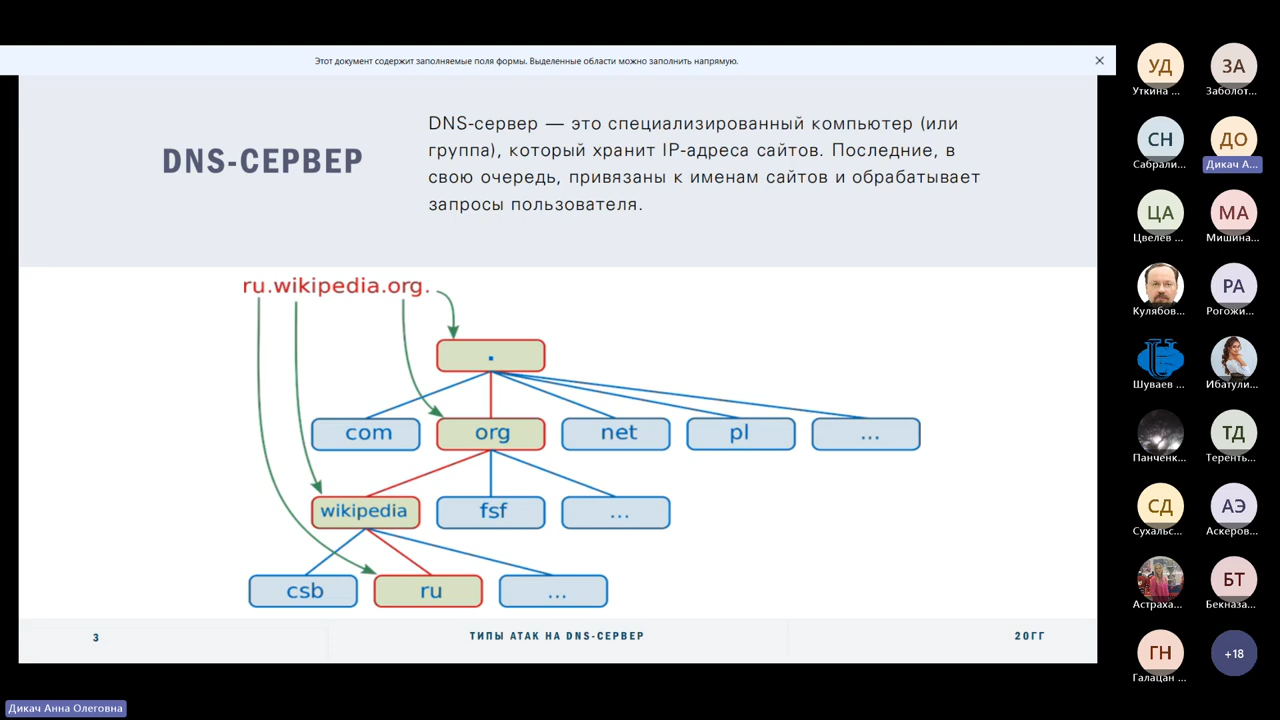 Этот документ содержит заполняемые поля формы. Выделенные области можно заполнить напрямую.
DNS-СЕРВЕР
DNS-сервер — это специализированный компьютер (или
группа), который хранит IP-адреса сайтов. Последние, в
свою очередь, привязаны к именам сайтов и обрабатывает
запросы пользователя.
ru.wikipedia.org.
.
com
org
net
pl
...
wikipedia
fsf
...
csb
ru
...
3
ТИПЫ АТАК НА DNS-СЕРВЕР
20ГГ
УД
Уткина ...
ЗА
Заболот...
СН
Сабрали...
ДО
Дикач А...
ЦА
Цвелев ...
МА
Мишина...
Кулябов...
РА
Рогожи...
Шуваев ...
Ибатули...
Панченк...
ТД
Теренть...
СД
Сухальс...
АЭ
Аскеров...
Астраха...
БТ
Бекназа...
ГН
Галацан ...
+18
Дикач Анна Олеговна